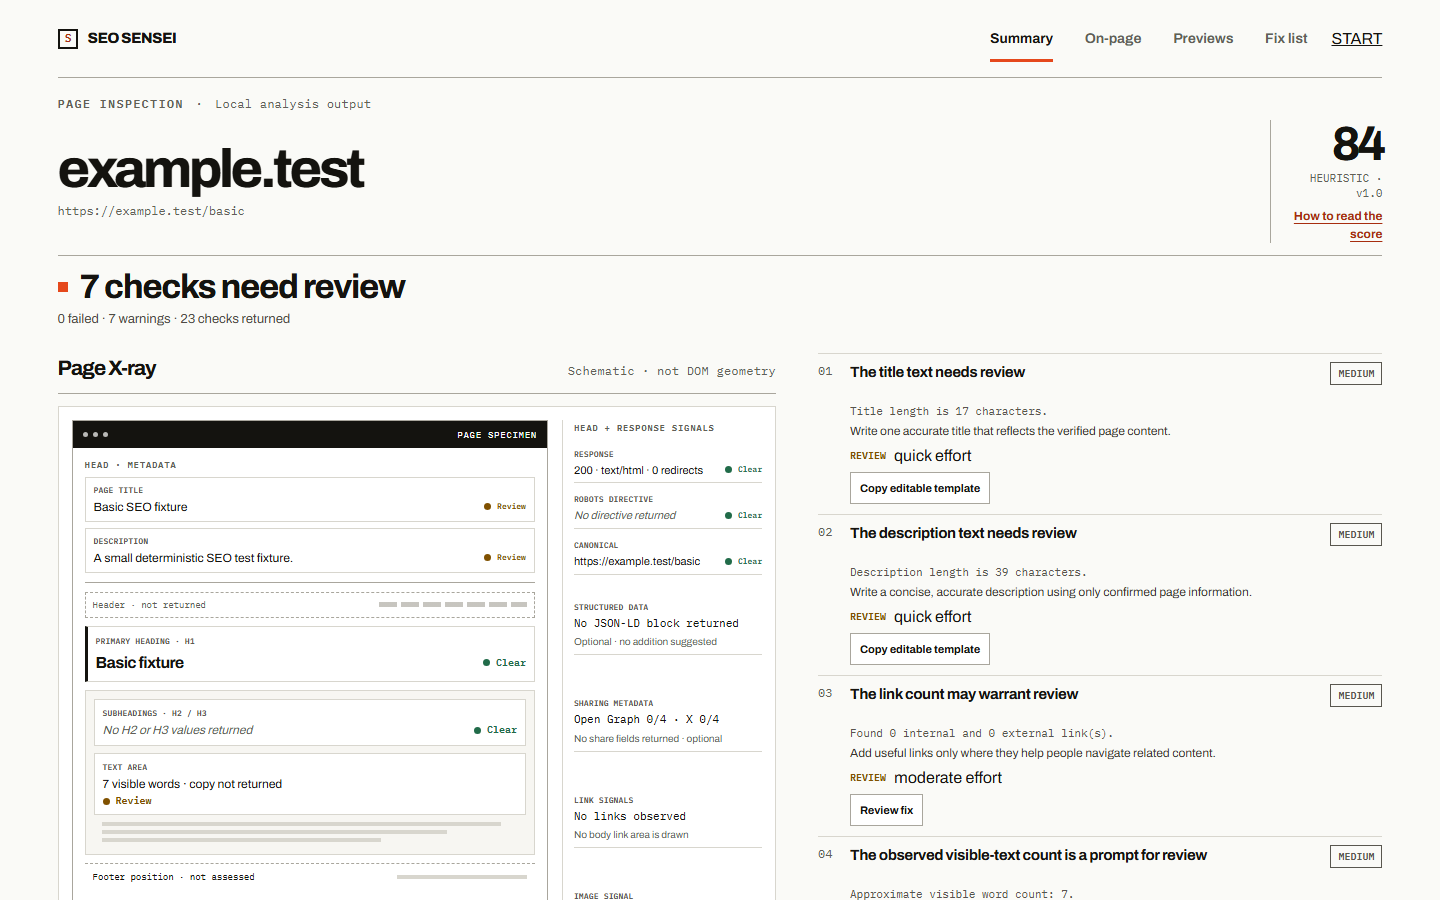 S SEO SENSEI
Summary On-page Previews Fix list START
PAGE INSPECTION · Local analysis output
example.test
https://example.test/basic
84
HEURISTIC ·
v1.0
How to read the
score
7 checks need review
0 failed · 7 warnings · 23 checks returned
Page X-ray
Schematic · not DOM geometry
PAGE SPECIMEN
HEAD · METADATA
PAGE TITLE
Basic SEO fixture
Review
DESCRIPTION
A small deterministic SEO test fixture.
Review
Header · not returned
PRIMARY HEADING · H1
Basic fixture
Clear
SUBHEADINGS · H2 / H3
No H2 or H3 values returned
Clear
TEXT AREA
7 visible words · copy not returned
Review
Footer position · not assessed
HEAD + RESPONSE SIGNALS
RESPONSE
200 · text/html · 0 redirects
Clear
ROBOTS DIRECTIVE
No directive returned
Clear
CANONICAL
https://example.test/basic
Clear
STRUCTURED DATA
No JSON-LD block returned
Optional · no addition suggested
SHARING METADATA
Open Graph 0/4 · X 0/4
No share fields returned · optional
LINK SIGNALS
No links observed
No body link area is drawn
IMAGE SIGNAL
01 The title text needs review MEDIUM
Title length is 17 characters.
Write one accurate title that reflects the verified page content.
REVIEW quick effort
Copy editable template
02 The description text needs review MEDIUM
Description length is 39 characters.
Write a concise, accurate description using only confirmed page information.
REVIEW quick effort
Copy editable template
03 The link count may warrant review MEDIUM
Found 0 internal and 0 external link(s).
Add useful links only where they help people navigate related content.
REVIEW moderate effort
Review fix
04 The observed visible-text count is a prompt for review MEDIUM
Approximate visible word count: 7.